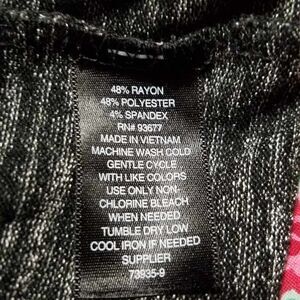 48% RAYON
48% POLYESTER
4% SPANDEX
RN# 93677
MADE IN VIETNAM
MACHINE WASH COLD
GENTLE CYCLE
WITH LIKE COLORS
USE ONLY NON-
CHLORINE BLEACH
WHEN NEEDED
TUMBLE DRY LOW
COOL IRON IF NEEDED
SUPPLIER
73935-9